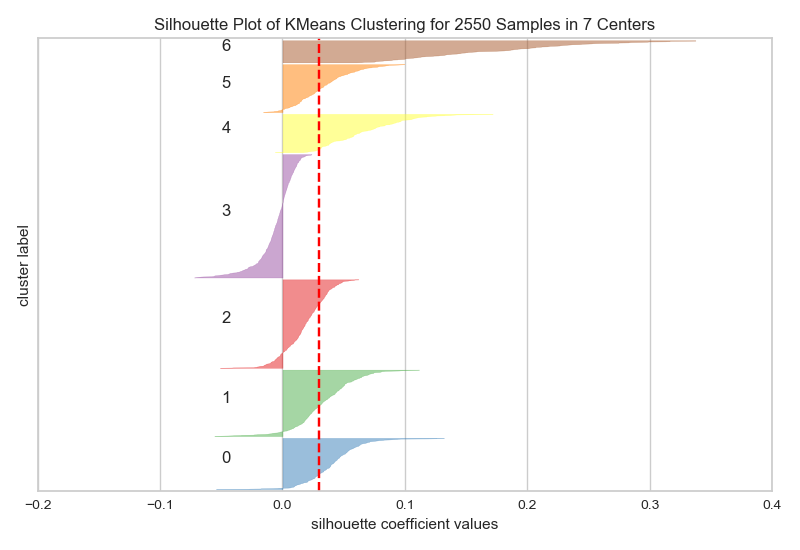 Silhouette Plot of KMeans Clustering for 2550 Samples in 7 Centers
6
5
4
3
2
1
0
cluster label
−0.2 −0.1 0.0 0.1 0.2 0.3 0.4
silhouette coefficient values